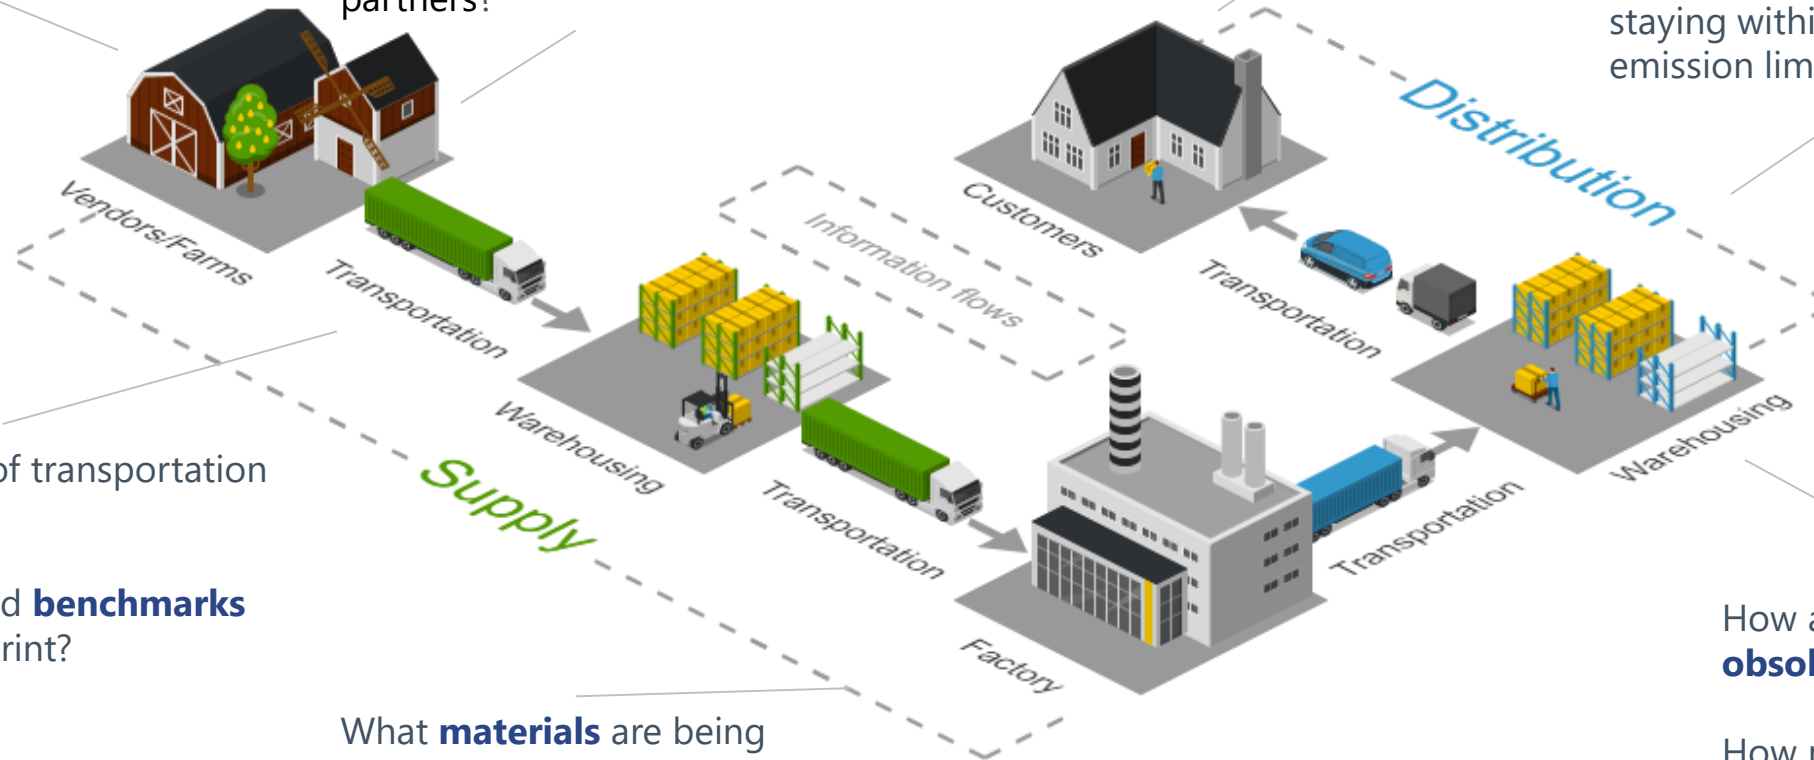 partners?
staying withi
emission lim
Distribution
Vendors/Farms
Customers
Information flows
Transportation
Transportation
Warehousing
Warehousing
of transportation
Supply
Transportation
Transportation
d benchmarks
rint?
How a
obsol
Factory
What materials are being
How